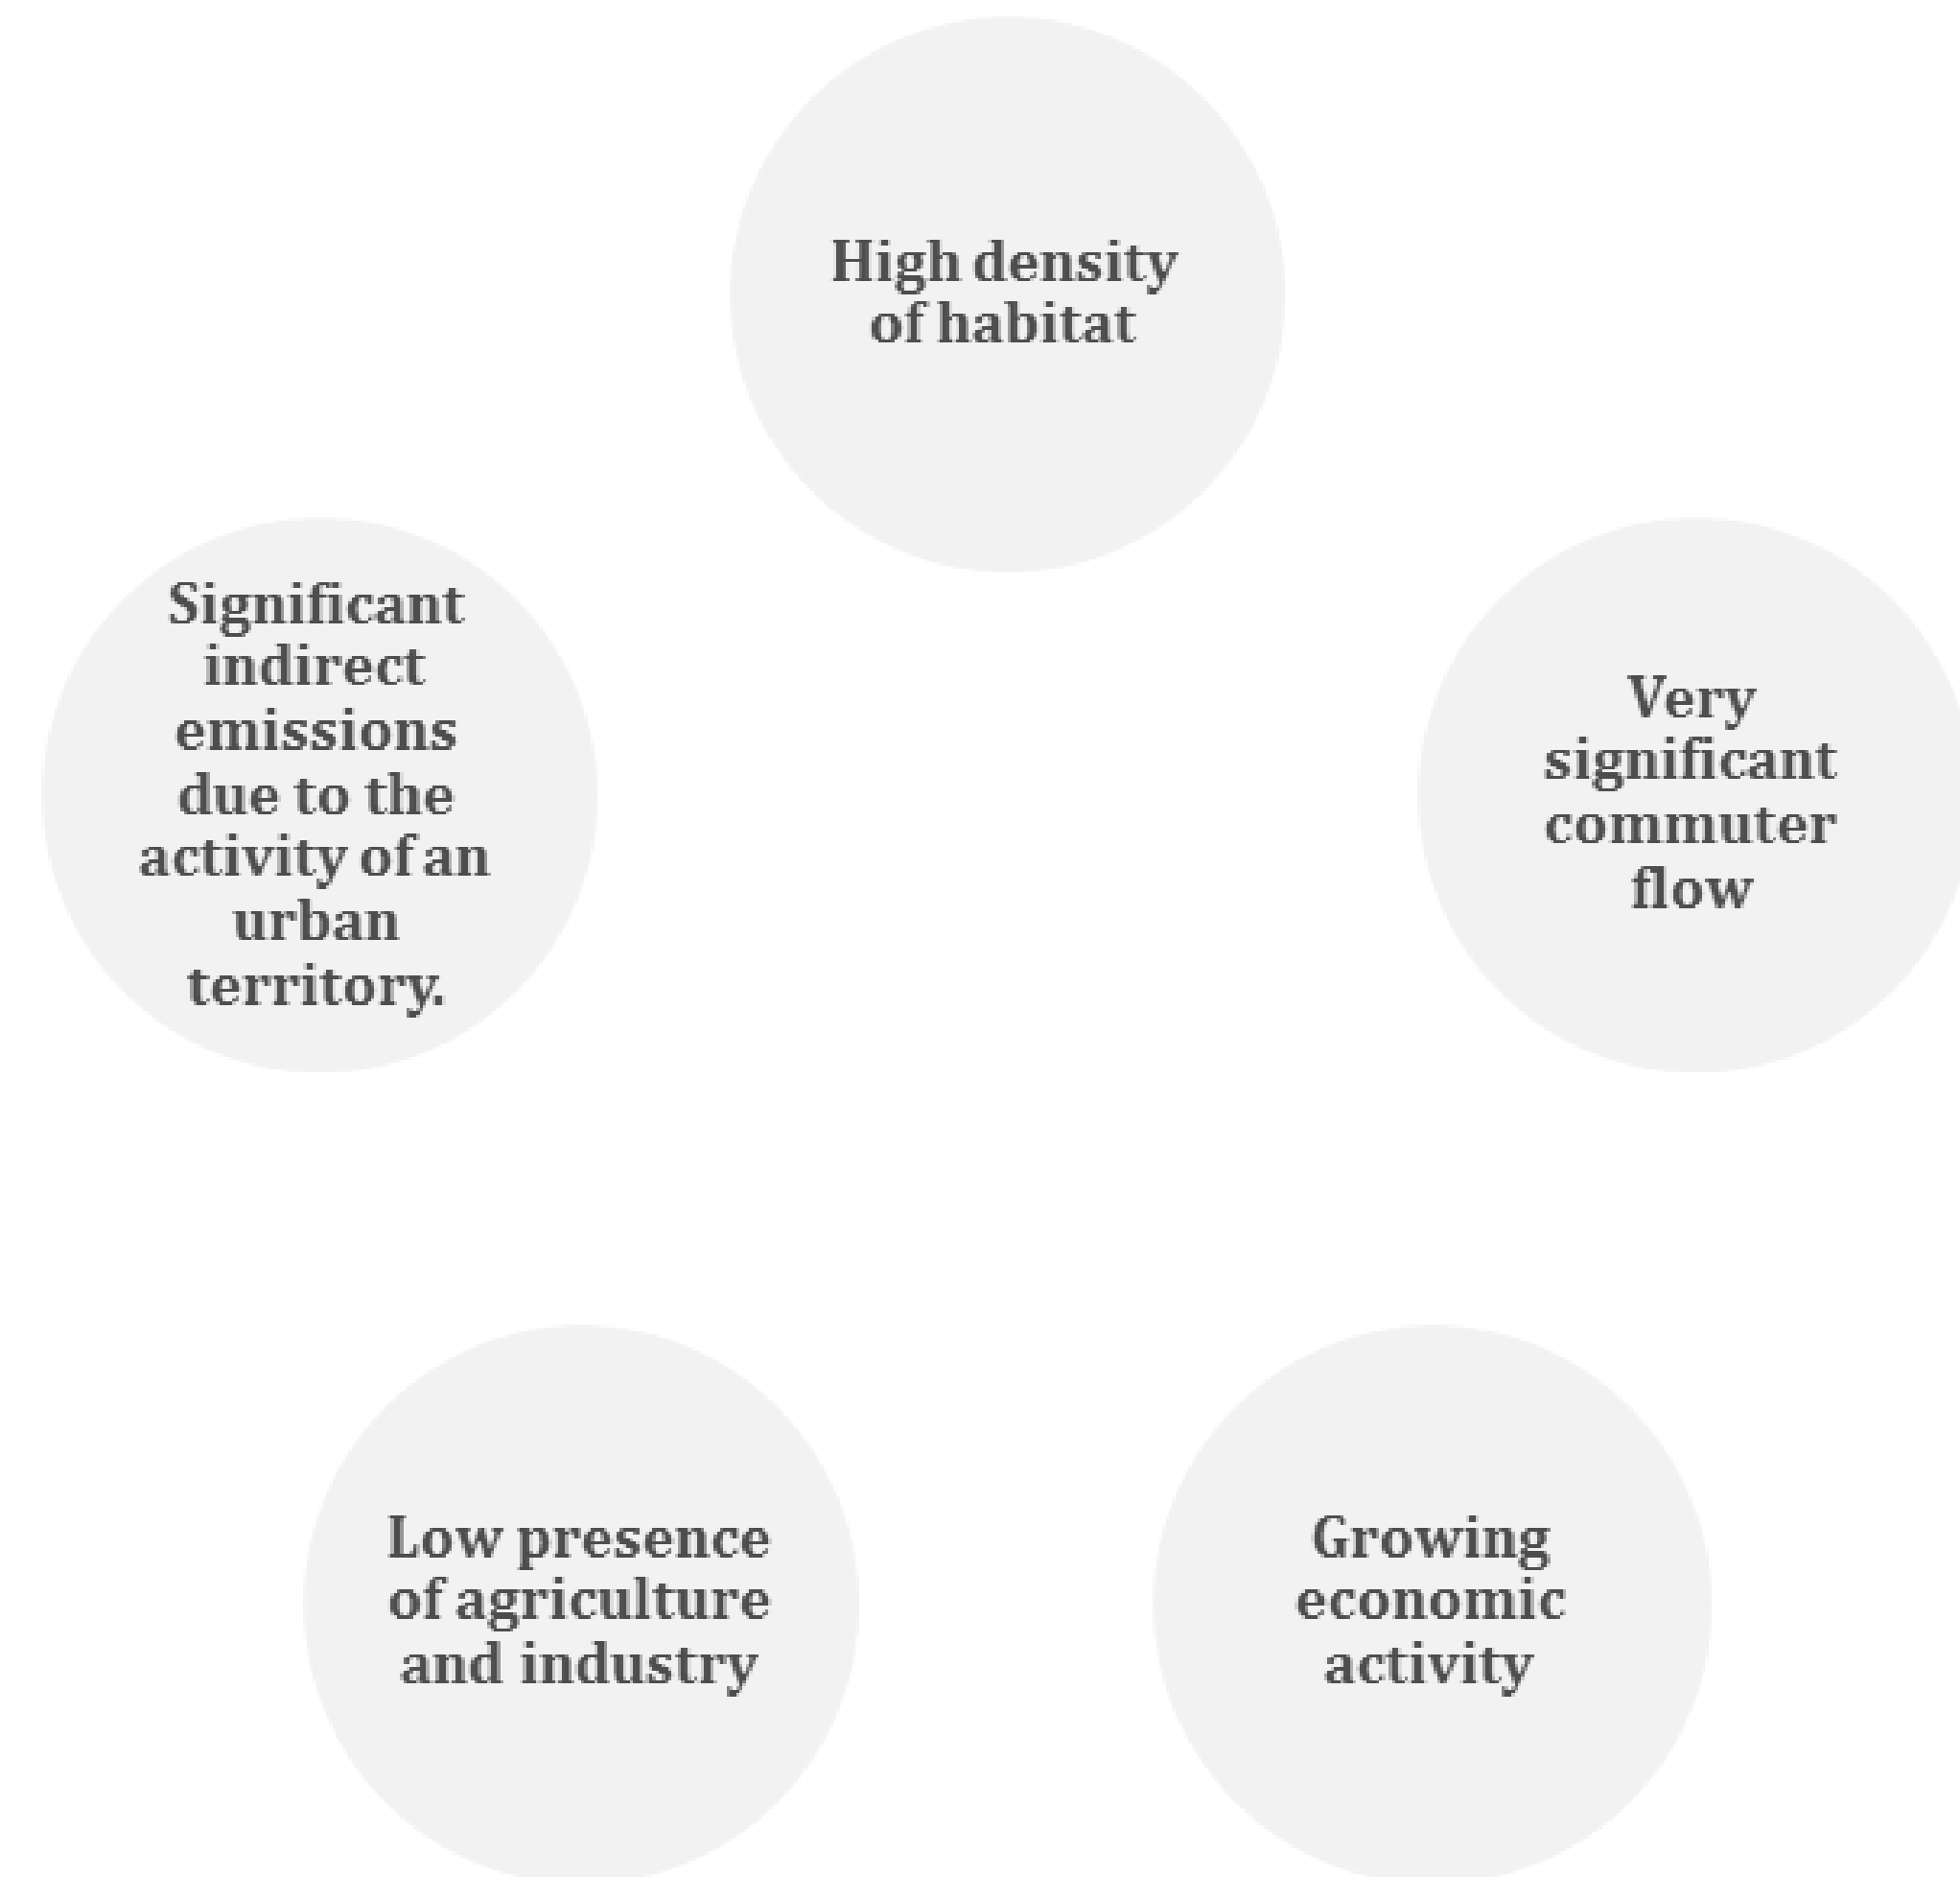 High density
of habitat
Significant
indirect
emissions
due to the
activity of an
urban
territory.
Very
significant
commuter
flow
Low presence
of agriculture
and industry
Growing
economic
activity